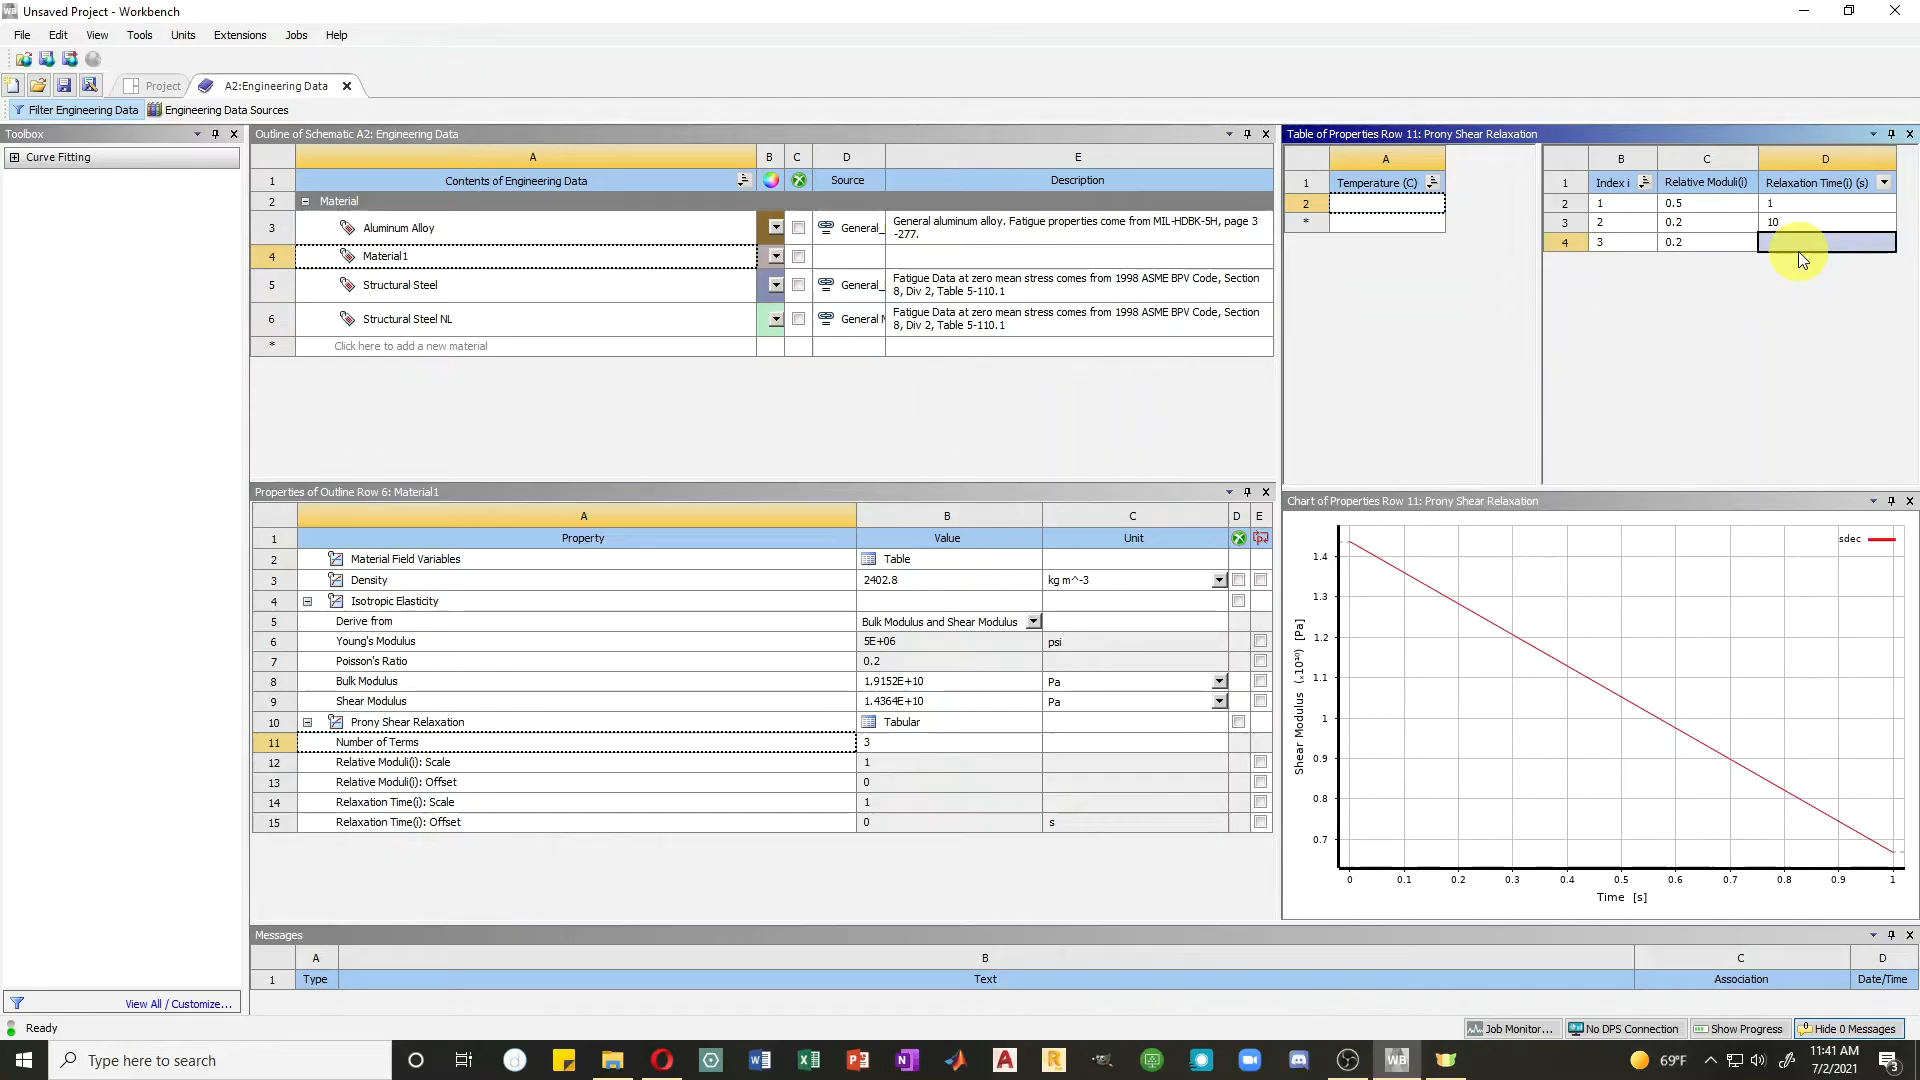 Unsaved Project - Workbench
File Edit View Tools Units Extensions Jobs Help
Project A2:Engineering Data
Filter Engineering Data Engineering Data Sources
Toolbox
Curve Fitting
View All / Customize...
Outline of Schematic A2: Engineering Data
A B C D E
1 Contents of Engineering Data Source Description
2 Material
3 Aluminum Alloy General_ General aluminum alloy. Fatigue properties come from MIL-HDBK-5H, page 3
-277.
4 Material1
5 Structural Steel General_ Fatigue Data at zero mean stress comes from 1998 ASME BPV Code, Section
8, Div 2, Table 5-110.1
6 Structural Steel NL General Fatigue Data at zero mean stress comes from 1998 ASME BPV Code, Section
8, Div 2, Table 5-110.1
* Click here to add a new material
Table of Properties Row 11: Prony Shear Relaxation
A
1 Temperature (C)
2
*
B C D
1 Index i Relative Moduli(i) Relaxation Time(i) (s)
2 1 0.5 1
3 2 0.2 10
4 3 0.2
Properties of Outline Row 6: Material1
A B C D E
1 Property Value Unit
2 Material Field Variables Table
3 Density 2402.8 kg m^-3
4 Isotropic Elasticity
5 Derive from Bulk Modulus and Shear Modulus
6 Young's Modulus 5E+06 psi
7 Poisson's Ratio 0.2
8 Bulk Modulus 1.9152E+10 Pa
9 Shear Modulus 1.4364E+10 Pa
10 Prony Shear Relaxation Tabular
11 Number of Terms 3
12 Relative Moduli(i): Scale 1
13 Relative Moduli(i): Offset 0
14 Relaxation Time(i): Scale 1
15 Relaxation Time(i): Offset 0 s
Chart of Properties Row 11: Prony Shear Relaxation
sdec
1.4
1.3
1.2
1.1
1
0.9
0.8
0.7
Shear Modulus (x10¹⁰) [Pa]
0 0.1 0.2 0.3 0.4 0.5 0.6 0.7 0.8 0.9 1
Time [s]
Messages
A B C D
1 Type Text Association Date/Time
Ready
Job Monitor... No DPS Connection Show Progress Hide 0 Messages
Type here to search
69°F
11:41 AM
7/2/2021
3